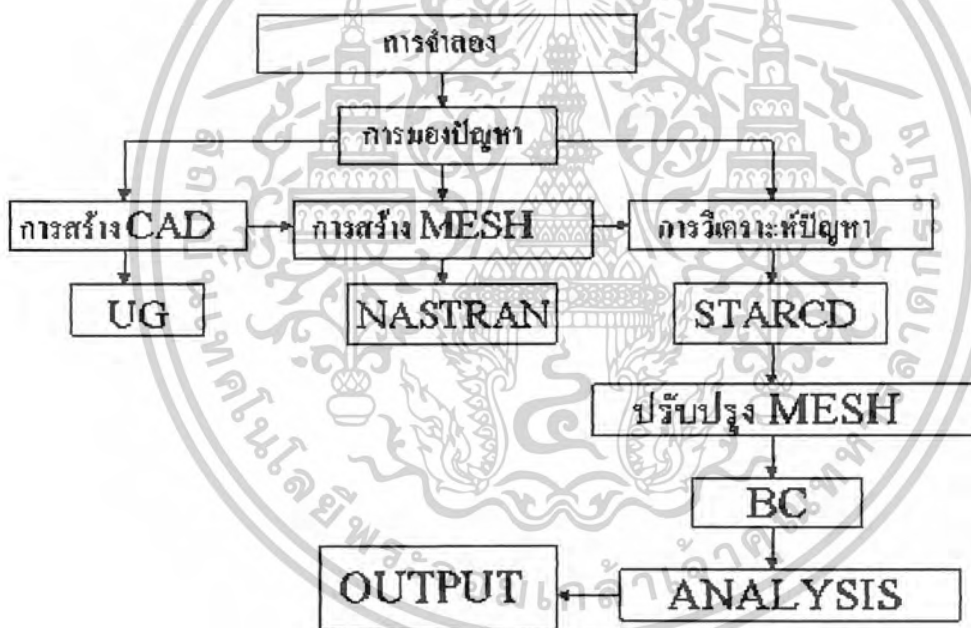 การจำลอง
การมองปัญหา
การสร้าง CAD
การสร้าง MESH
การวิเคราะห์ปัญหา
UG
NASTRAN
STARCD
ปรับปรุง MESH
BC
ANALYSIS
OUTPUT